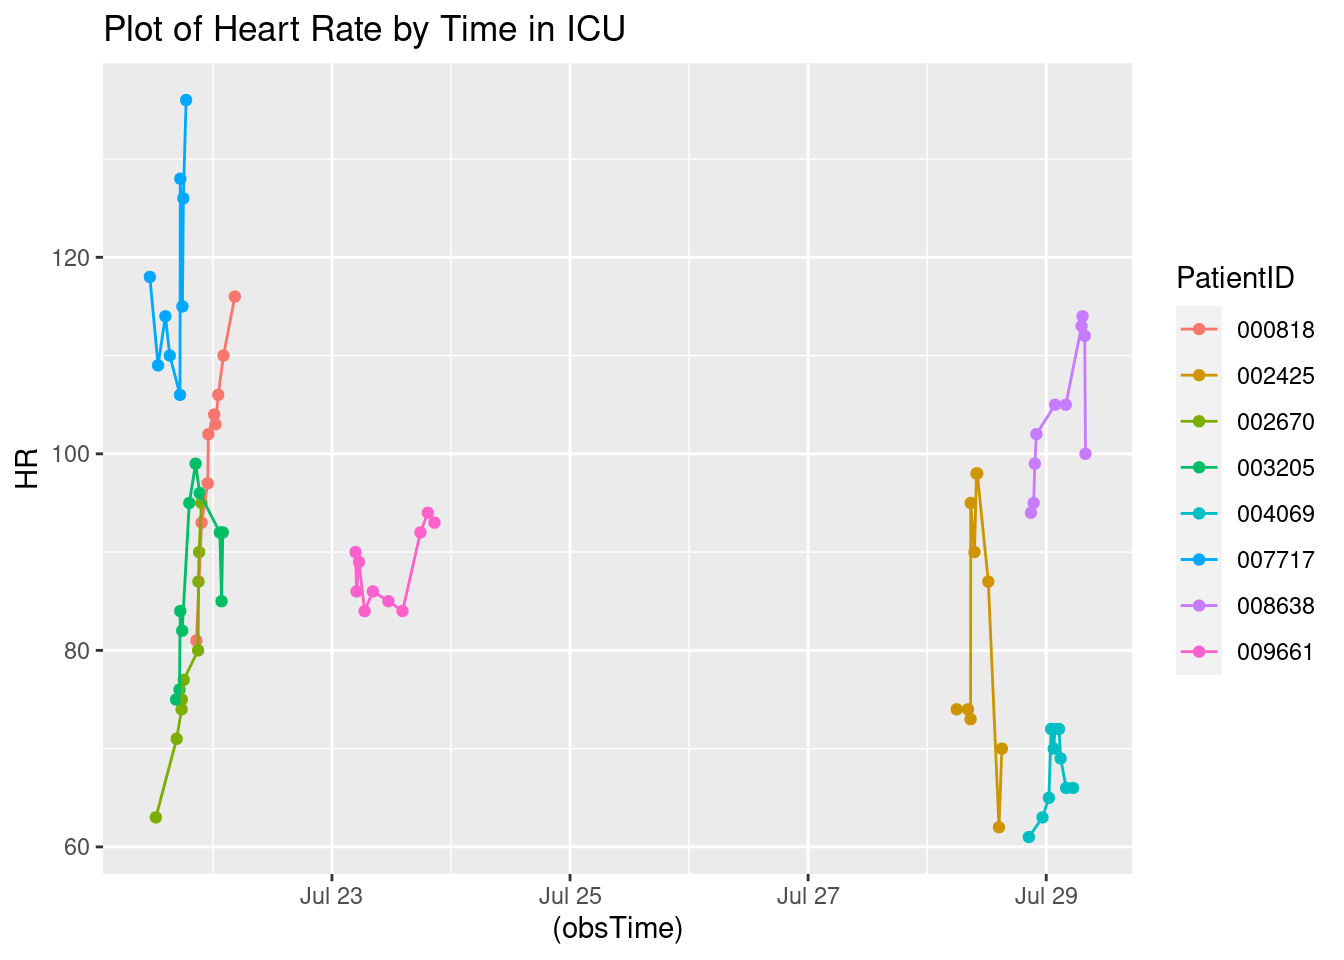 Plot of Heart Rate by Time in ICU
120
100
80
60
HR
Jul 23
Jul 25
Jul 27
Jul 29
(obsTime)
PatientID
000818
002425
002670
003205
004069
007717
008638
009661